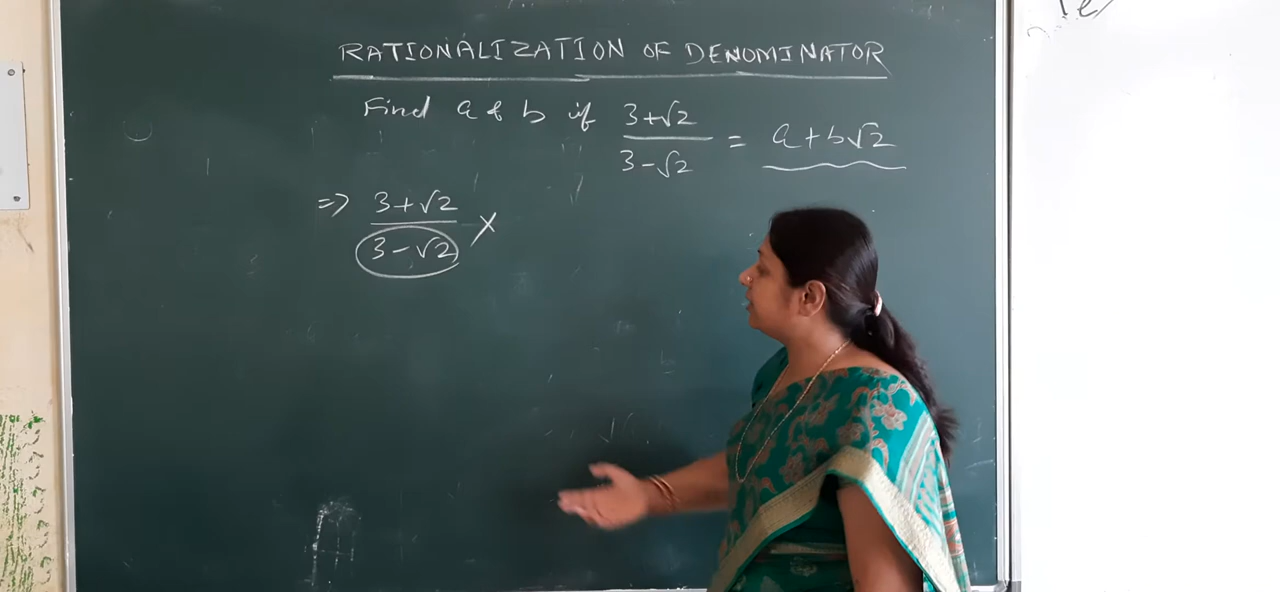 RATIONALIZATION OF DENOMINATOR
Find a & b if (3+√2)/(3-√2) = a+b√2
=> (3+√2)/(3-√2) ×